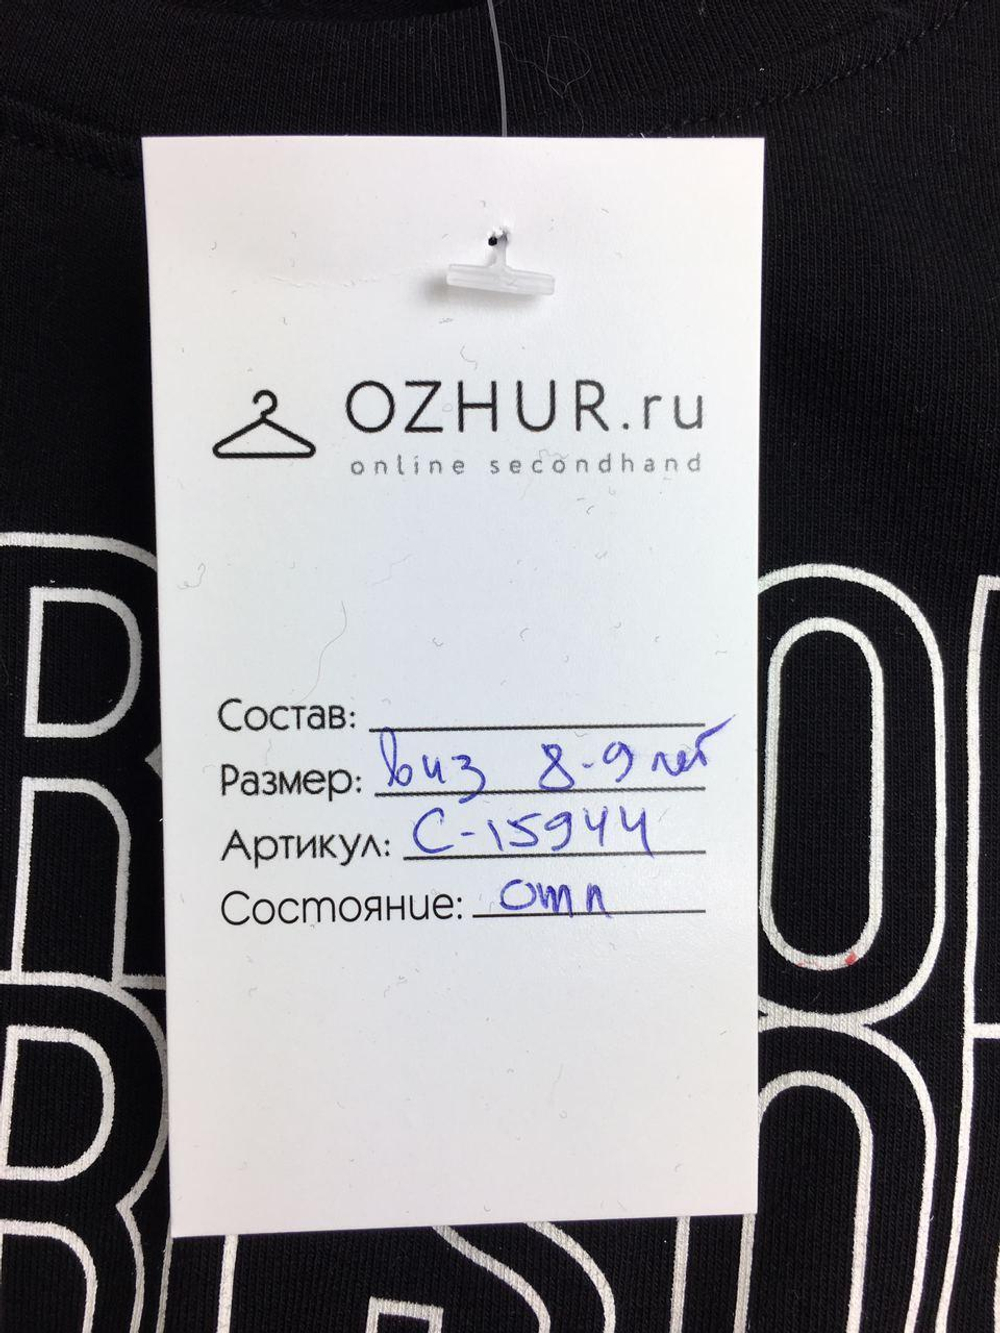 OZHUR.ru
online secondhand
Состав:
Размер: виз 8-9 лет
Артикул: С-15944
Состояние: отл